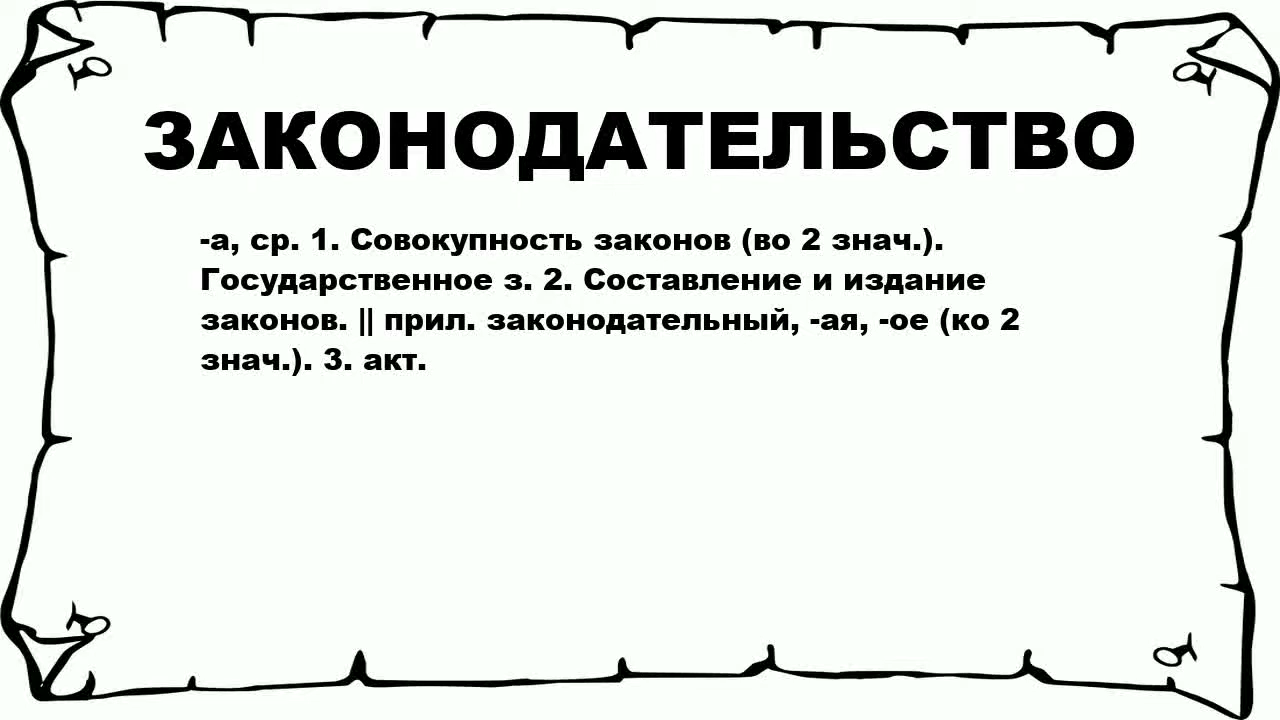 ЗАКОНОДАТЕЛЬСТВО
-а, ср. 1. Совокупность законов (во 2 знач.).
Государственное з. 2. Составление и издание
законов. || прил. законодательный, -ая, -ое (ко 2
знач.). 3. акт.